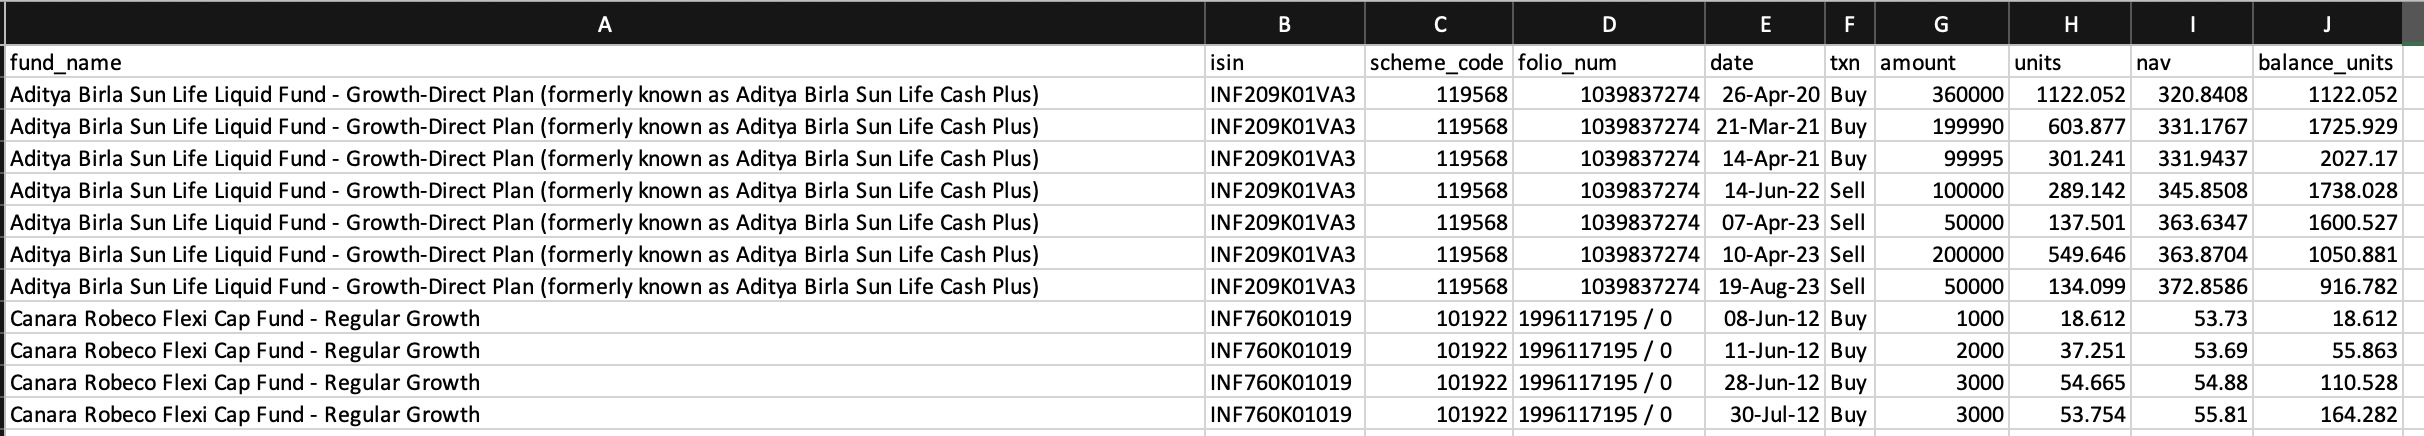 A B C D E F G H I J
fund_name isin scheme_code folio_num date txn amount units nav balance_units
Aditya Birla Sun Life Liquid Fund - Growth-Direct Plan (formerly known as Aditya Birla Sun Life Cash Plus) INF209K01VA3 119568 1039837274 26-Apr-20 Buy 360000 1122.052 320.8408 1122.052
Aditya Birla Sun Life Liquid Fund - Growth-Direct Plan (formerly known as Aditya Birla Sun Life Cash Plus) INF209K01VA3 119568 1039837274 21-Mar-21 Buy 199990 603.877 331.1767 1725.929
Aditya Birla Sun Life Liquid Fund - Growth-Direct Plan (formerly known as Aditya Birla Sun Life Cash Plus) INF209K01VA3 119568 1039837274 14-Apr-21 Buy 99995 301.241 331.9437 2027.17
Aditya Birla Sun Life Liquid Fund - Growth-Direct Plan (formerly known as Aditya Birla Sun Life Cash Plus) INF209K01VA3 119568 1039837274 14-Jun-22 Sell 100000 289.142 345.8508 1738.028
Aditya Birla Sun Life Liquid Fund - Growth-Direct Plan (formerly known as Aditya Birla Sun Life Cash Plus) INF209K01VA3 119568 1039837274 07-Apr-23 Sell 50000 137.501 363.6347 1600.527
Aditya Birla Sun Life Liquid Fund - Growth-Direct Plan (formerly known as Aditya Birla Sun Life Cash Plus) INF209K01VA3 119568 1039837274 10-Apr-23 Sell 200000 549.646 363.8704 1050.881
Aditya Birla Sun Life Liquid Fund - Growth-Direct Plan (formerly known as Aditya Birla Sun Life Cash Plus) INF209K01VA3 119568 1039837274 19-Aug-23 Sell 50000 134.099 372.8586 916.782
Canara Robeco Flexi Cap Fund - Regular Growth INF760K01019 101922 1996117195 / 0 08-Jun-12 Buy 1000 18.612 53.73 18.612
Canara Robeco Flexi Cap Fund - Regular Growth INF760K01019 101922 1996117195 / 0 11-Jun-12 Buy 2000 37.251 53.69 55.863
Canara Robeco Flexi Cap Fund - Regular Growth INF760K01019 101922 1996117195 / 0 28-Jun-12 Buy 3000 54.665 54.88 110.528
Canara Robeco Flexi Cap Fund - Regular Growth INF760K01019 101922 1996117195 / 0 30-Jul-12 Buy 3000 53.754 55.81 164.282